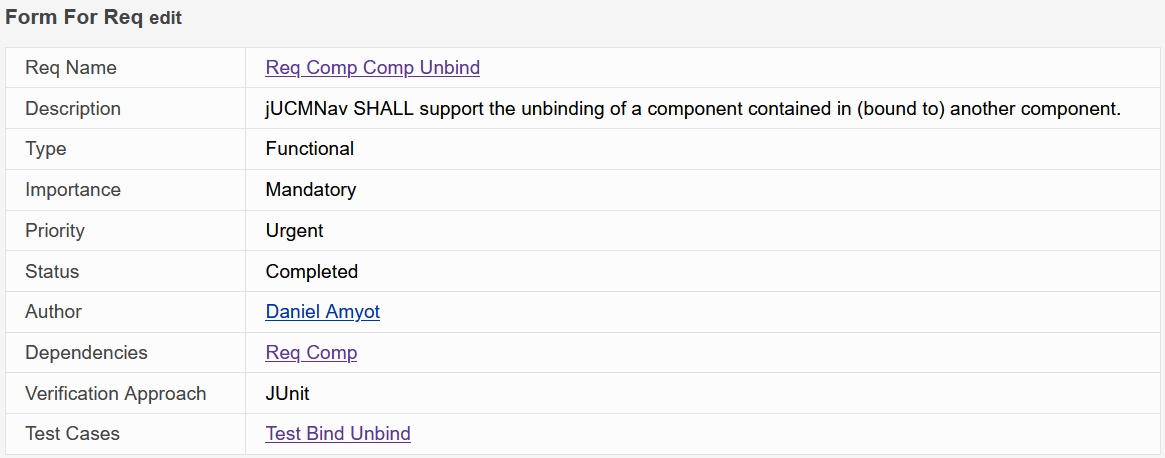 Form For Req edit
Req Name Req Comp Comp Unbind
Description jUCMNav SHALL support the unbinding of a component contained in (bound to) another component.
Type Functional
Importance Mandatory
Priority Urgent
Status Completed
Author Daniel Amyot
Dependencies Req Comp
Verification Approach JUnit
Test Cases Test Bind Unbind